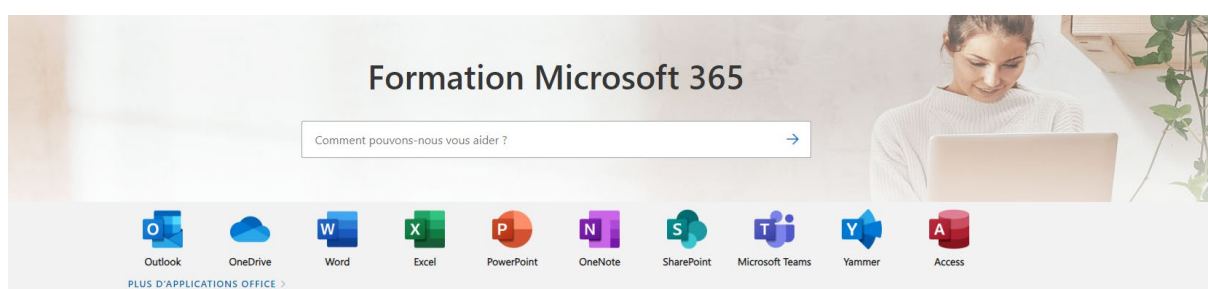 Formation Microsoft 365
Comment pouvons-nous vous aider ?
O W X P N S T Y A
Outlook OneDrive Word Excel PowerPoint OneNote SharePoint Microsoft Teams Yammer Access
PLUS D'APPLICATIONS OFFICE >